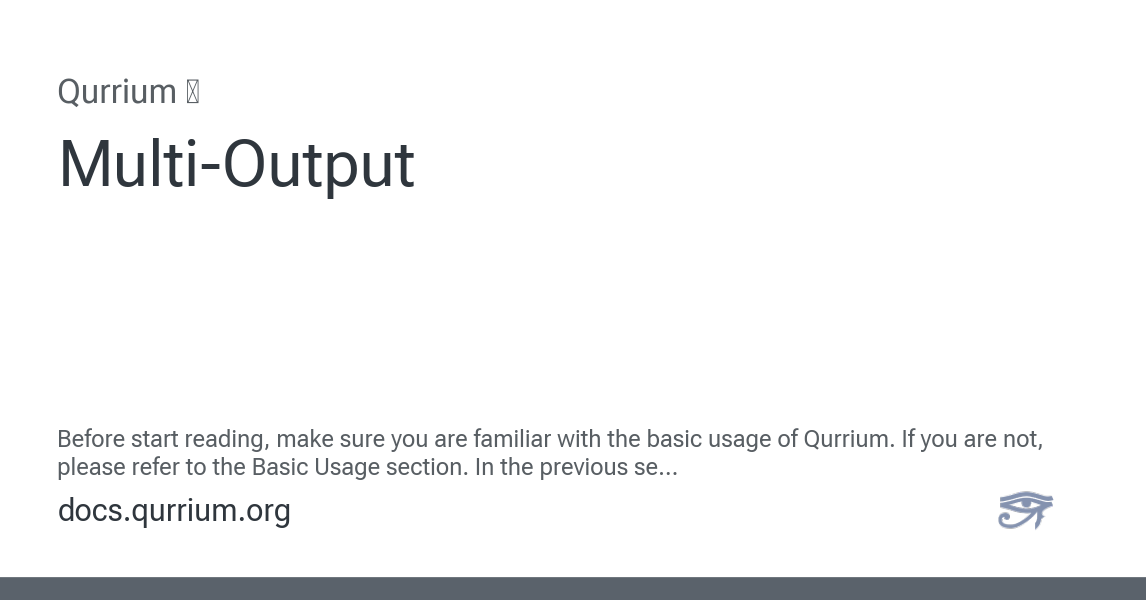 Qurrium
Multi-Output
Before start reading, make sure you are familiar with the basic usage of Qurrium. If you are not,
please refer to the Basic Usage section. In the previous se...
docs.qurrium.org